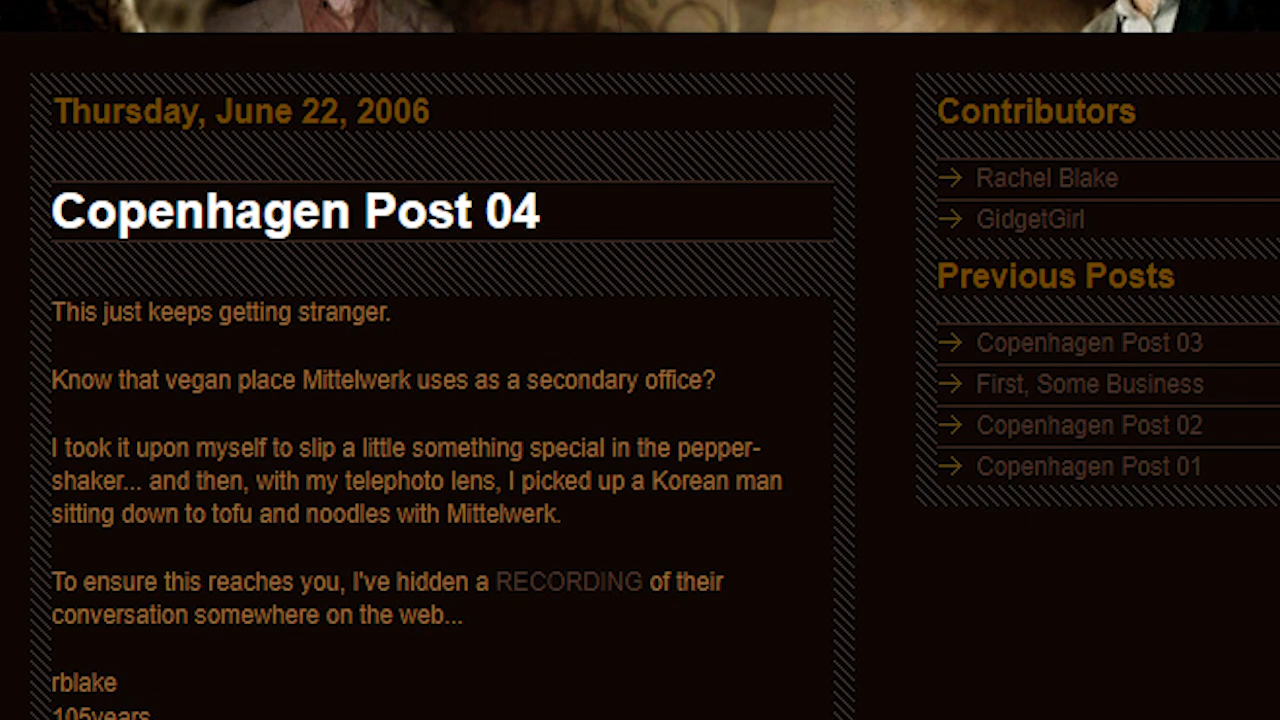 Thursday, June 22, 2006
Copenhagen Post 04
This just keeps getting stranger.
Know that vegan place Mittelwerk uses as a secondary office?
I took it upon myself to slip a little something special in the pepper-
shaker... and then, with my telephoto lens, I picked up a Korean man
sitting down to tofu and noodles with Mittelwerk.
To ensure this reaches you, I've hidden a RECORDING of their
conversation somewhere on the web...
rblake
105years
Contributors
Rachel Blake
GidgetGirl
Previous Posts
Copenhagen Post 03
First, Some Business
Copenhagen Post 02
Copenhagen Post 01